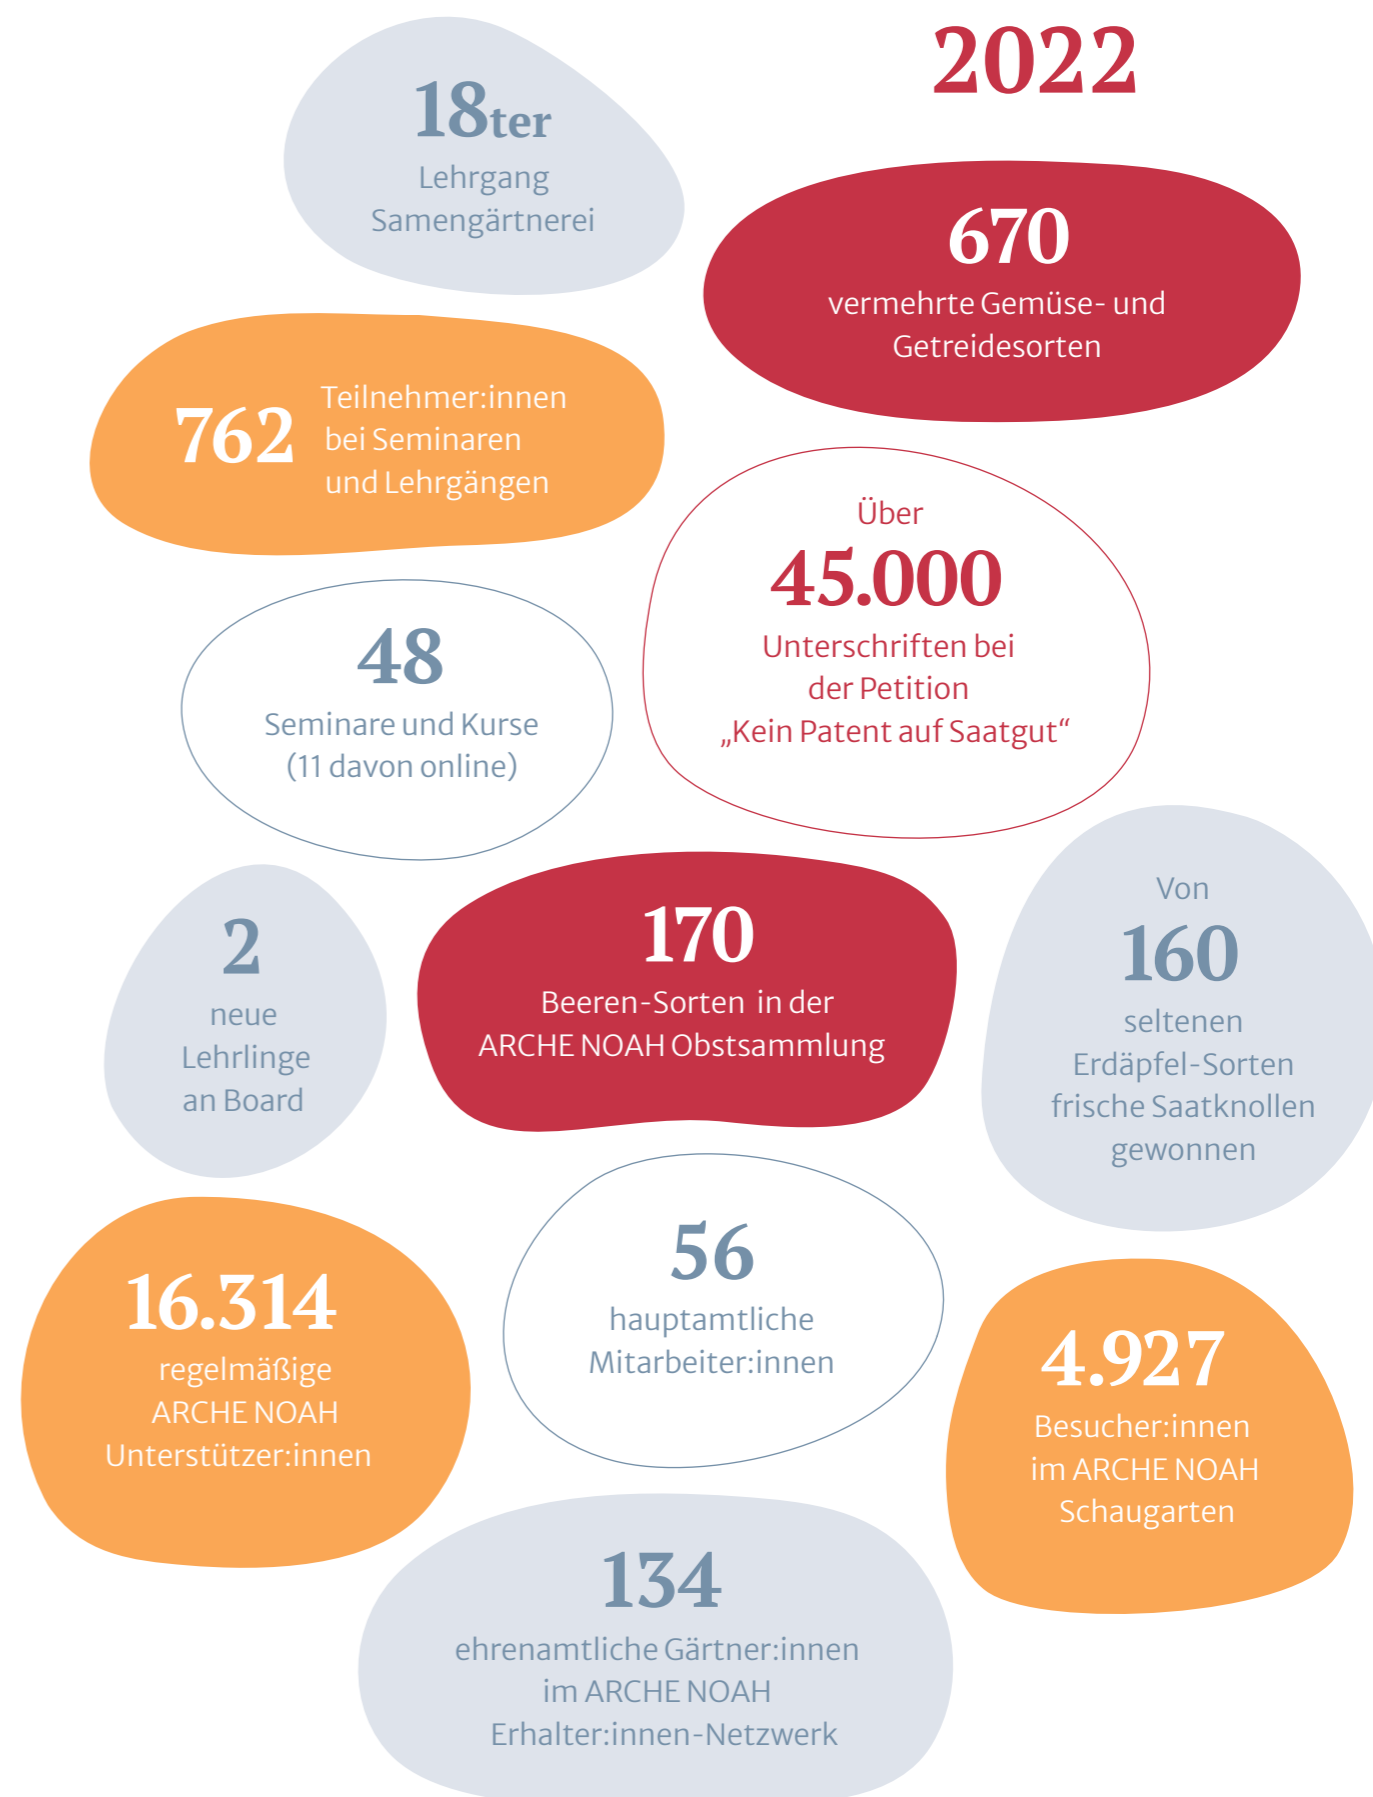 2022
18ter
Lehrgang
Samengärtnerei
670
vermehrte Gemüse- und
Getreidesorten
762
Teilnehmer:innen
bei Seminaren
und Lehrgängen
Über
45.000
Unterschriften bei
der Petition
„Kein Patent auf Saatgut“
48
Seminare und Kurse
(11 davon online)
2
neue
Lehrlinge
an Board
170
Beeren-Sorten in der
ARCHE NOAH Obstsammlung
Von
160
seltenen
Erdäpfel-Sorten
frische Saatknollen
gewonnen
16.314
regelmäßige
ARCHE NOAH
Unterstützer:innen
56
hauptamtliche
Mitarbeiter:innen
4.927
Besucher:innen
im ARCHE NOAH
Schaugarten
134
ehrenamtliche Gärtner:innen
im ARCHE NOAH
Erhalter:innen-Netzwerk